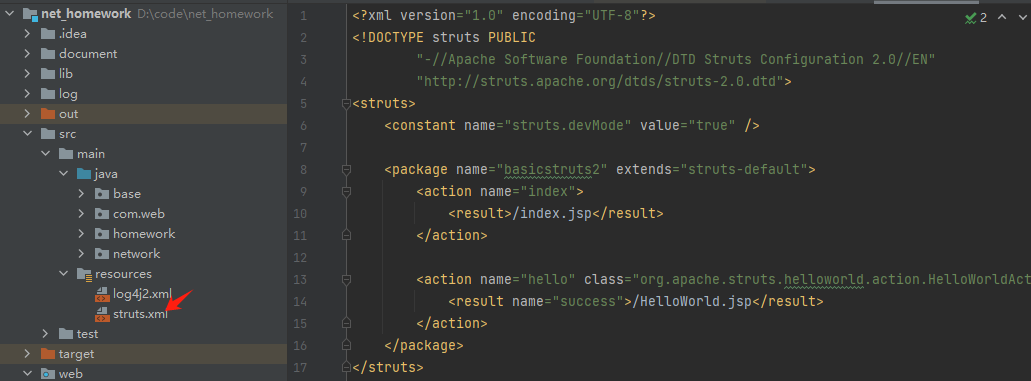 net_homework D:\code\net_homework
.idea
document
lib
log
out
src
main
java
base
com.web
homework
network
resources
log4j2.xml
struts.xml
test
target
web
2
1 <?xml version="1.0" encoding="UTF-8"?>
2 <!DOCTYPE struts PUBLIC
3 "-//Apache Software Foundation//DTD Struts Configuration 2.0//EN"
4 "http://struts.apache.org/dtds/struts-2.0.dtd">
5 <struts>
6 <constant name="struts.devMode" value="true" />
7
8 <package name="basicstruts2" extends="struts-default">
9 <action name="index">
10 <result>/index.jsp</result>
11 </action>
12
13 <action name="hello" class="org.apache.struts.helloworld.action.HelloWorldAct
14 <result name="success">/HelloWorld.jsp</result>
15 </action>
16 </package>
17 </struts>